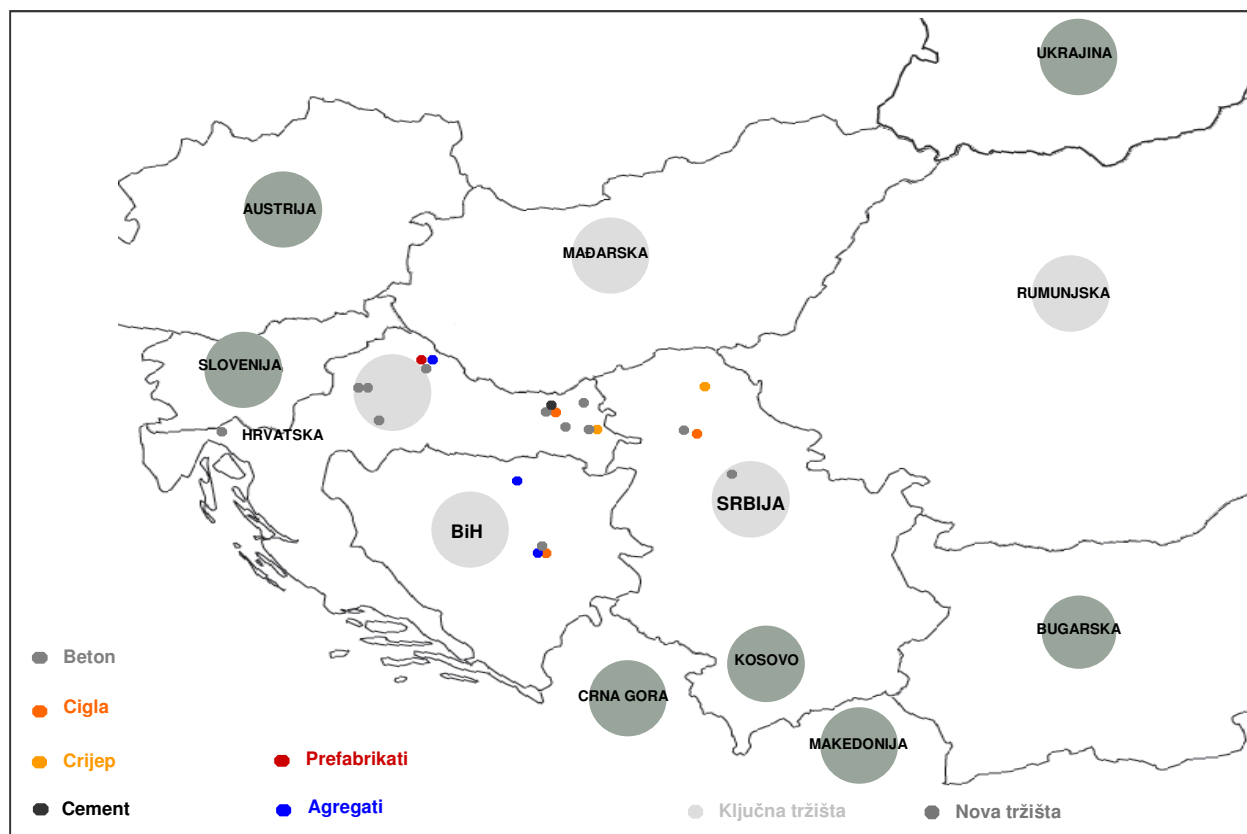 UKRAJINA
AUSTRIJA
MAĐARSKA
RUMUNJSKA
SLOVENIJA
HRVATSKA
SRBIJA
BiH
BUGARSKA
KOSOVO
CRNA GORA
MAKEDONIJA
Beton
Cigla
Crijep
Prefabrikati
Cement
Agregati
Ključna tržišta
Nova tržišta